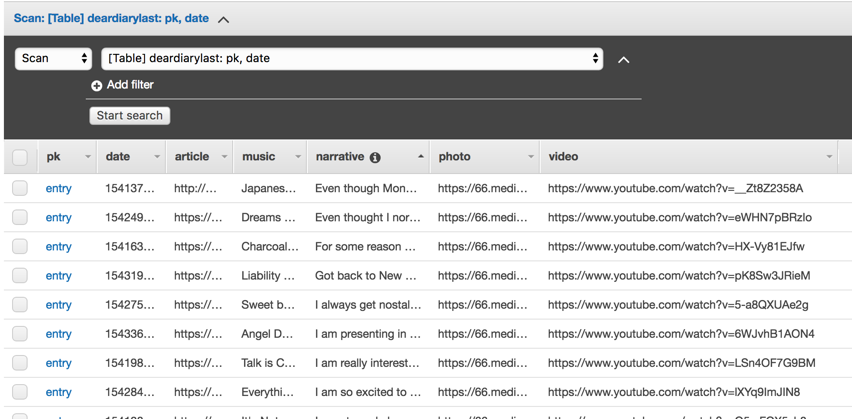 Scan: [Table] deardiarylast: pk, date
Scan [Table] deardiarylast: pk, date
Add filter
Start search
pk date article music narrative photo video
entry 154137... http://... Japanes... Even though Mon... https://66.medi... https://www.youtube.com/watch?v=__Zt8Z2358A
entry 154249... https://... Dreams ... Even thought I nor... https://66.medi... https://www.youtube.com/watch?v=eWHN7pBRzIo
entry 154163... https://... Charcoal... For some reason ... https://66.medi... https://www.youtube.com/watch?v=HX-Vy81EJfw
entry 154319... https://... Liability ... Got back to New ... https://66.medi... https://www.youtube.com/watch?v=pK8Sw3JRieM
entry 154275... https://... Sweet b... I always get nostal... https://66.medi... https://www.youtube.com/watch?v=5-a8QXUAe2g
entry 154336... https://... Angel D... I am presenting in ... https://66.medi... https://www.youtube.com/watch?v=6WJvhB1AON4
entry 154198... https://... Talk is C... I am really interest... https://66.medi... https://www.youtube.com/watch?v=LSn4OF7G9BM
entry 154284... https://... Everythi... I am so excited to ... https://66.medi... https://www.youtube.com/watch?v=lXYq9lmJIN8